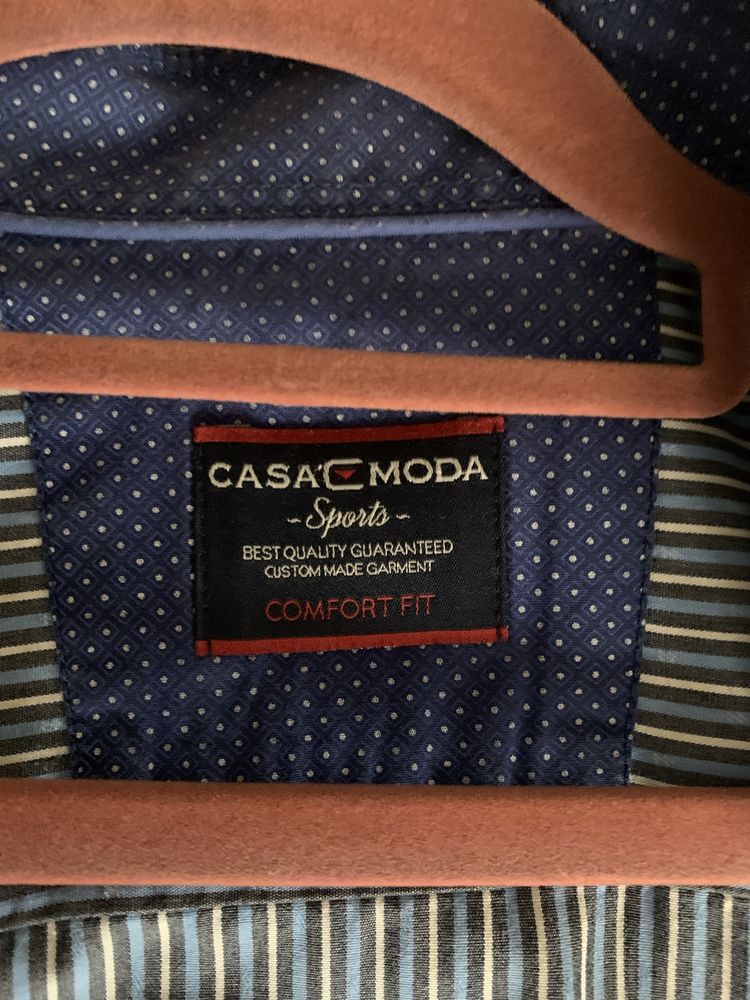 CASA MODA
~Sports~
BEST QUALITY GUARANTEED
CUSTOM MADE GARMENT
COMFORT FIT